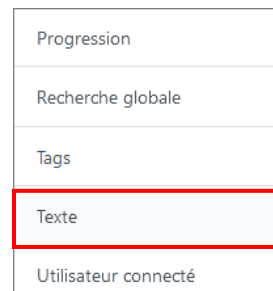 Progression
Recherche globale
Tags
Texte
Utilisateur connecté